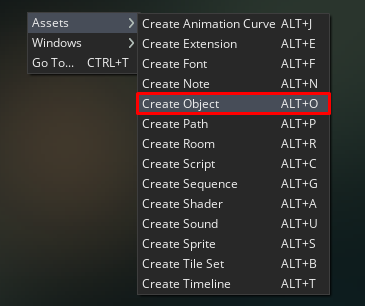 Assets
Windows
Go To... CTRL+T
Create Animation Curve ALT+J
Create Extension ALT+E
Create Font ALT+F
Create Note ALT+N
Create Object ALT+O
Create Path ALT+P
Create Room ALT+R
Create Script ALT+C
Create Sequence ALT+G
Create Shader ALT+A
Create Sound ALT+U
Create Sprite ALT+S
Create Tile Set ALT+B
Create Timeline ALT+T